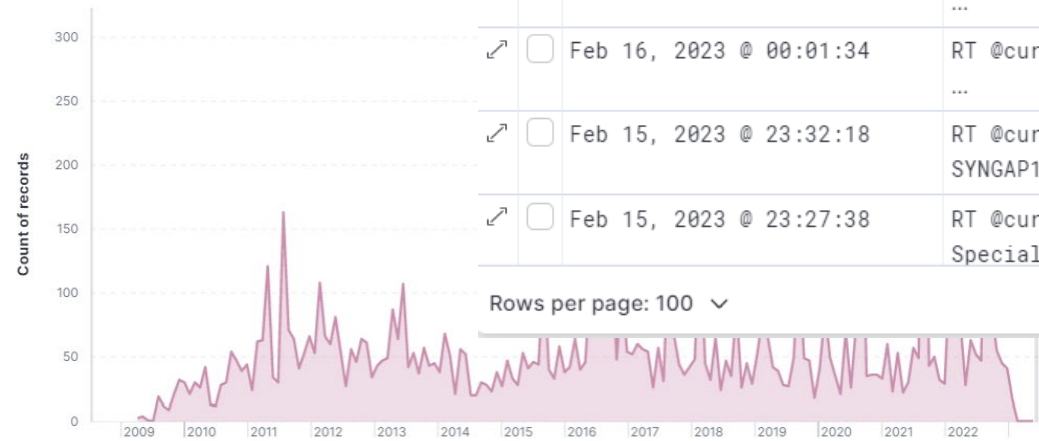 300
250
200
150
100
50
0
Count of records
2009 2010 2011 2012 2013 2014 2015 2016 2017 2018 2019 2020 2021 2022
...
Feb 16, 2023 @ 00:01:34 RT @cur
...
Feb 15, 2023 @ 23:32:18 RT @cur
SYNGAP1
Feb 15, 2023 @ 23:27:38 RT @cur
Special
Rows per page: 100